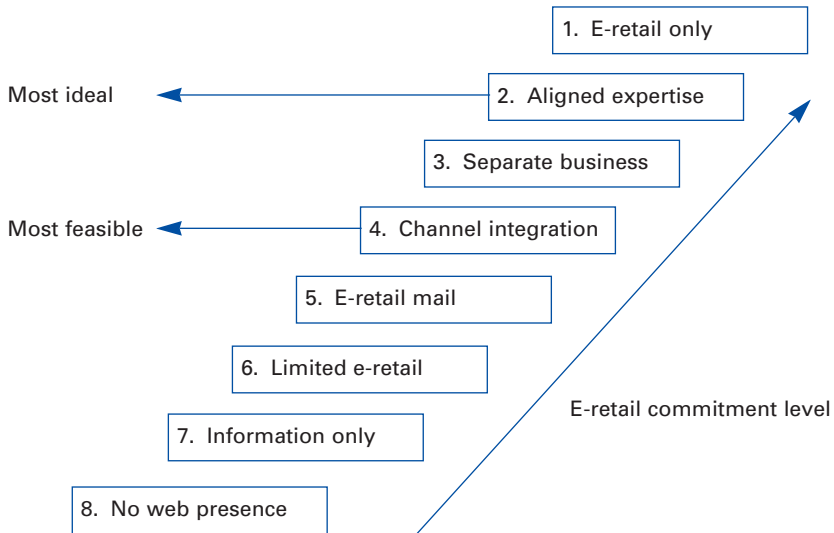 1. E-retail only
Most ideal
2. Aligned expertise
3. Separate business
Most feasible
4. Channel integration
5. E-retail mail
6. Limited e-retail
E-retail commitment level
7. Information only
8. No web presence